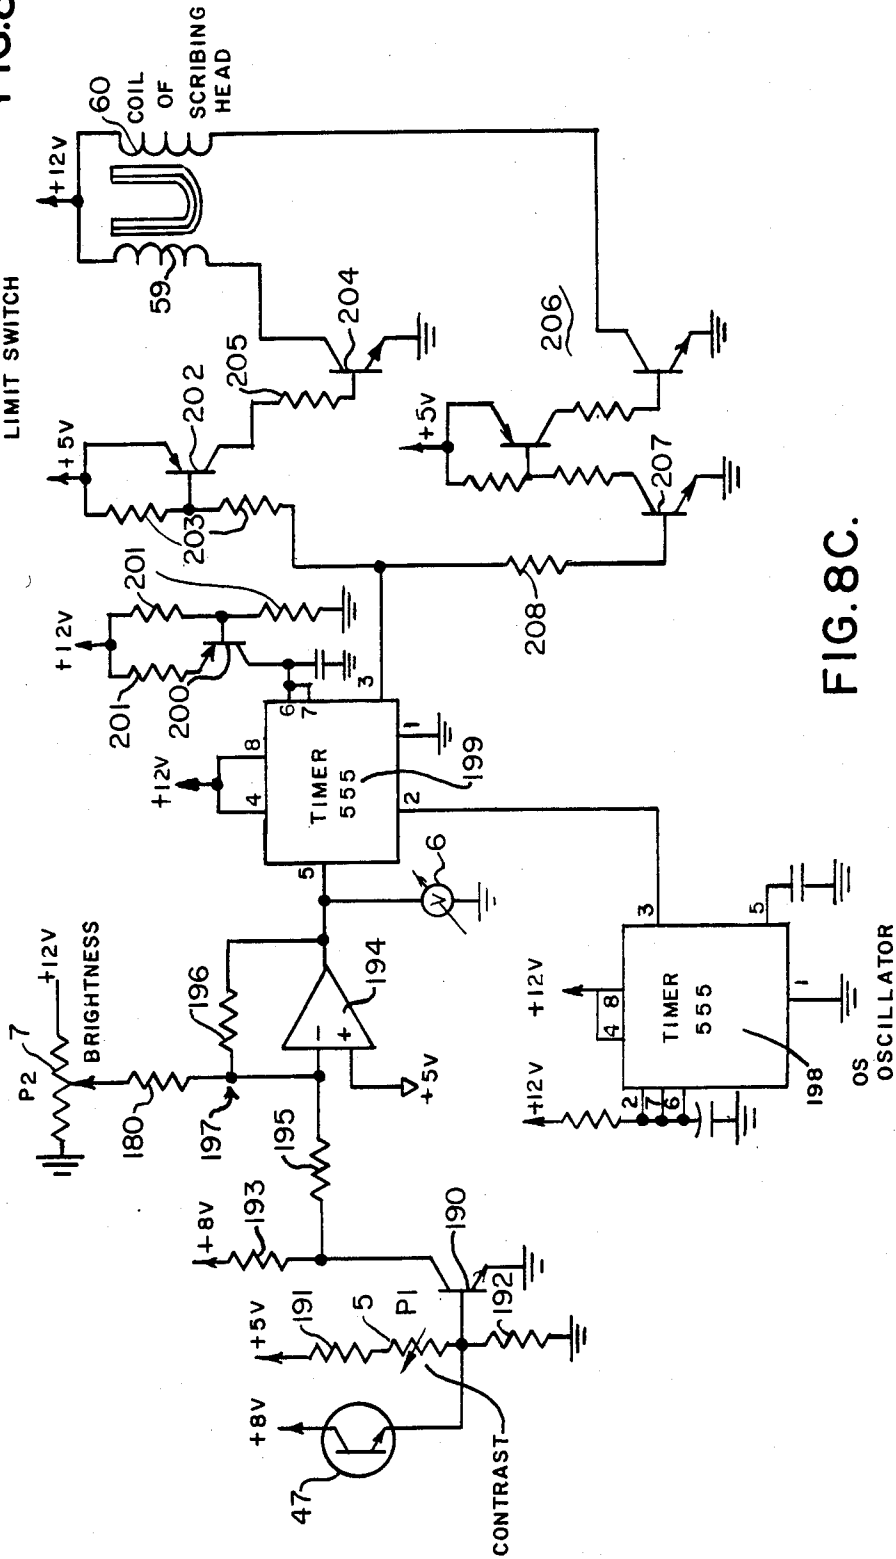 LIMIT SWITCH
+12V
60
COIL
OF
SCRIBING
HEAD
59
+5V
202
203
205
204
+12V
201
201
200
+5V
206
207
208
P2
7
+12V
BRIGHTNESS
180
197
196
194
−
+
+5V
195
+12V
4
8
5
TIMER
555
6
7
3
1
2
199
6
V
+8V
193
190
+5V
191
5
P1
192
+8V
47
CONTRAST
+12V
+12V
4
8
2
7
6
TIMER
555
3
5
1
198
OS
OSCILLATOR
FIG. 8C.